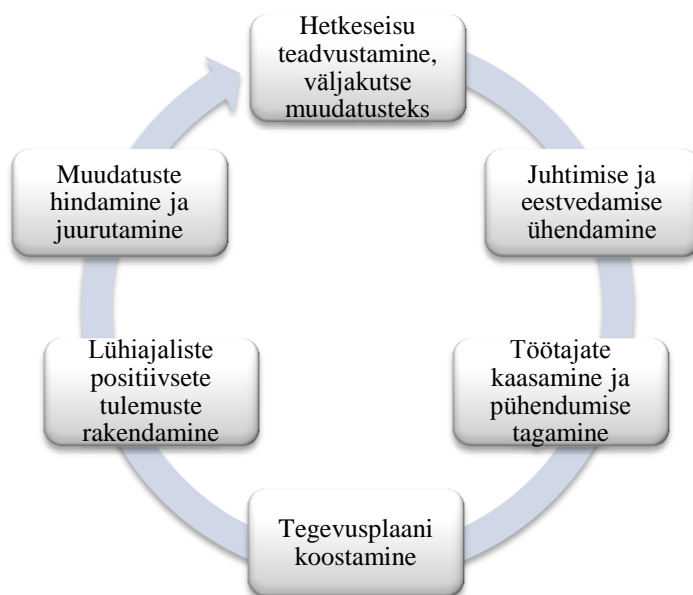 Hetkeseisu
teadvustamine,
väljakutse
muudatusteks
Juhtimise ja
eestvedamise
ühendamine
Töötajate
kaasamine ja
pühendumise
tagamine
Tegevusplaani
koostamine
Lühiajaliste
positiivsete
tulemuste
rakendamine
Muudatuste
hindamine ja
juurutamine